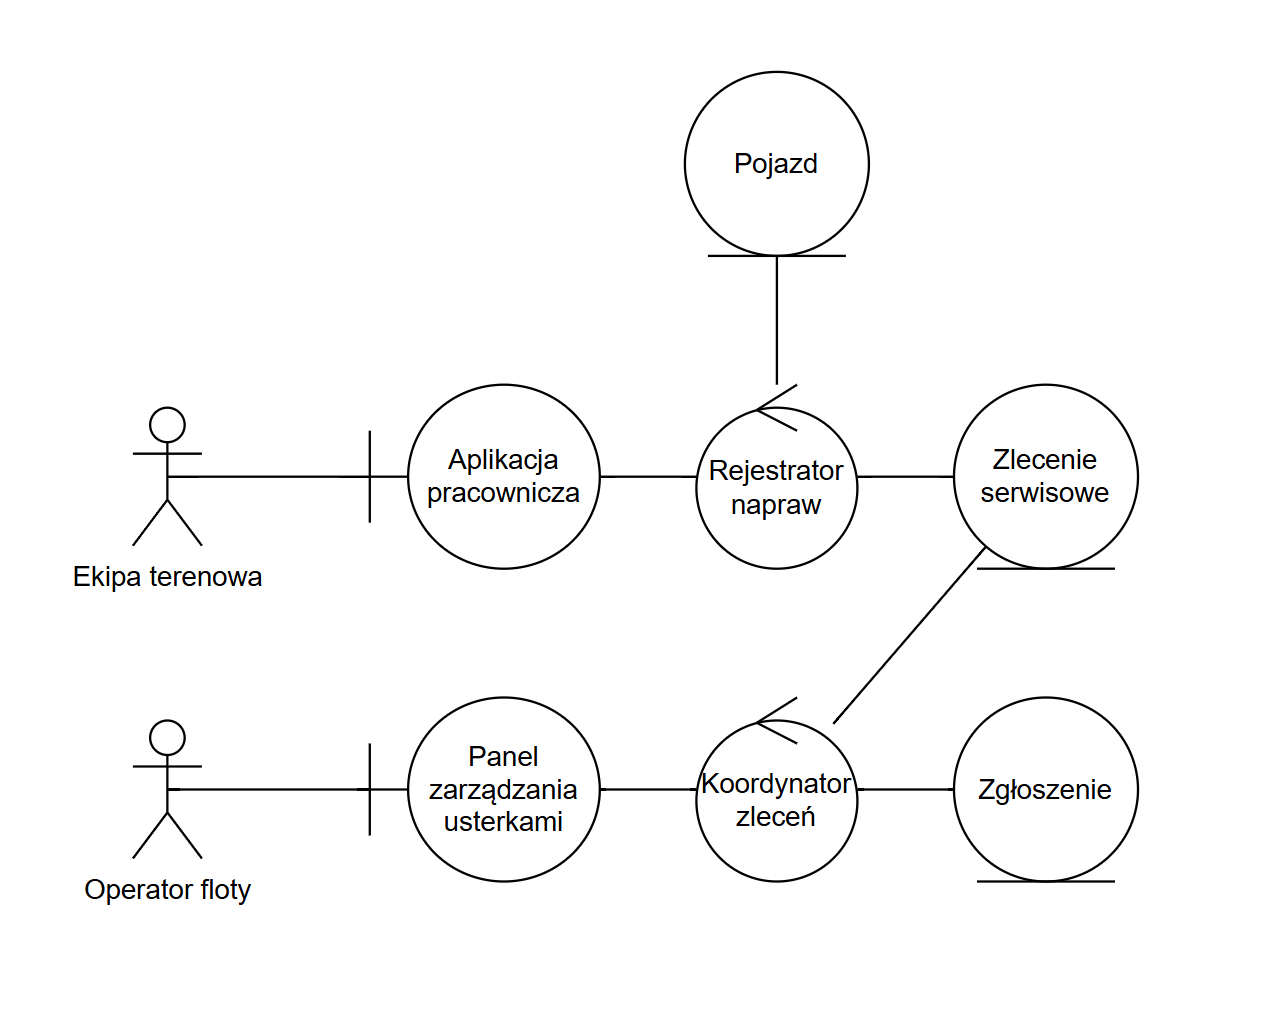 Pojazd
Aplikacja
pracownicza
Rejestrator
napraw
Zlecenie
serwisowe
Ekipa terenowa
Panel
zarządzania
usterkami
Koordynator
zleceń
Zgłoszenie
Operator floty